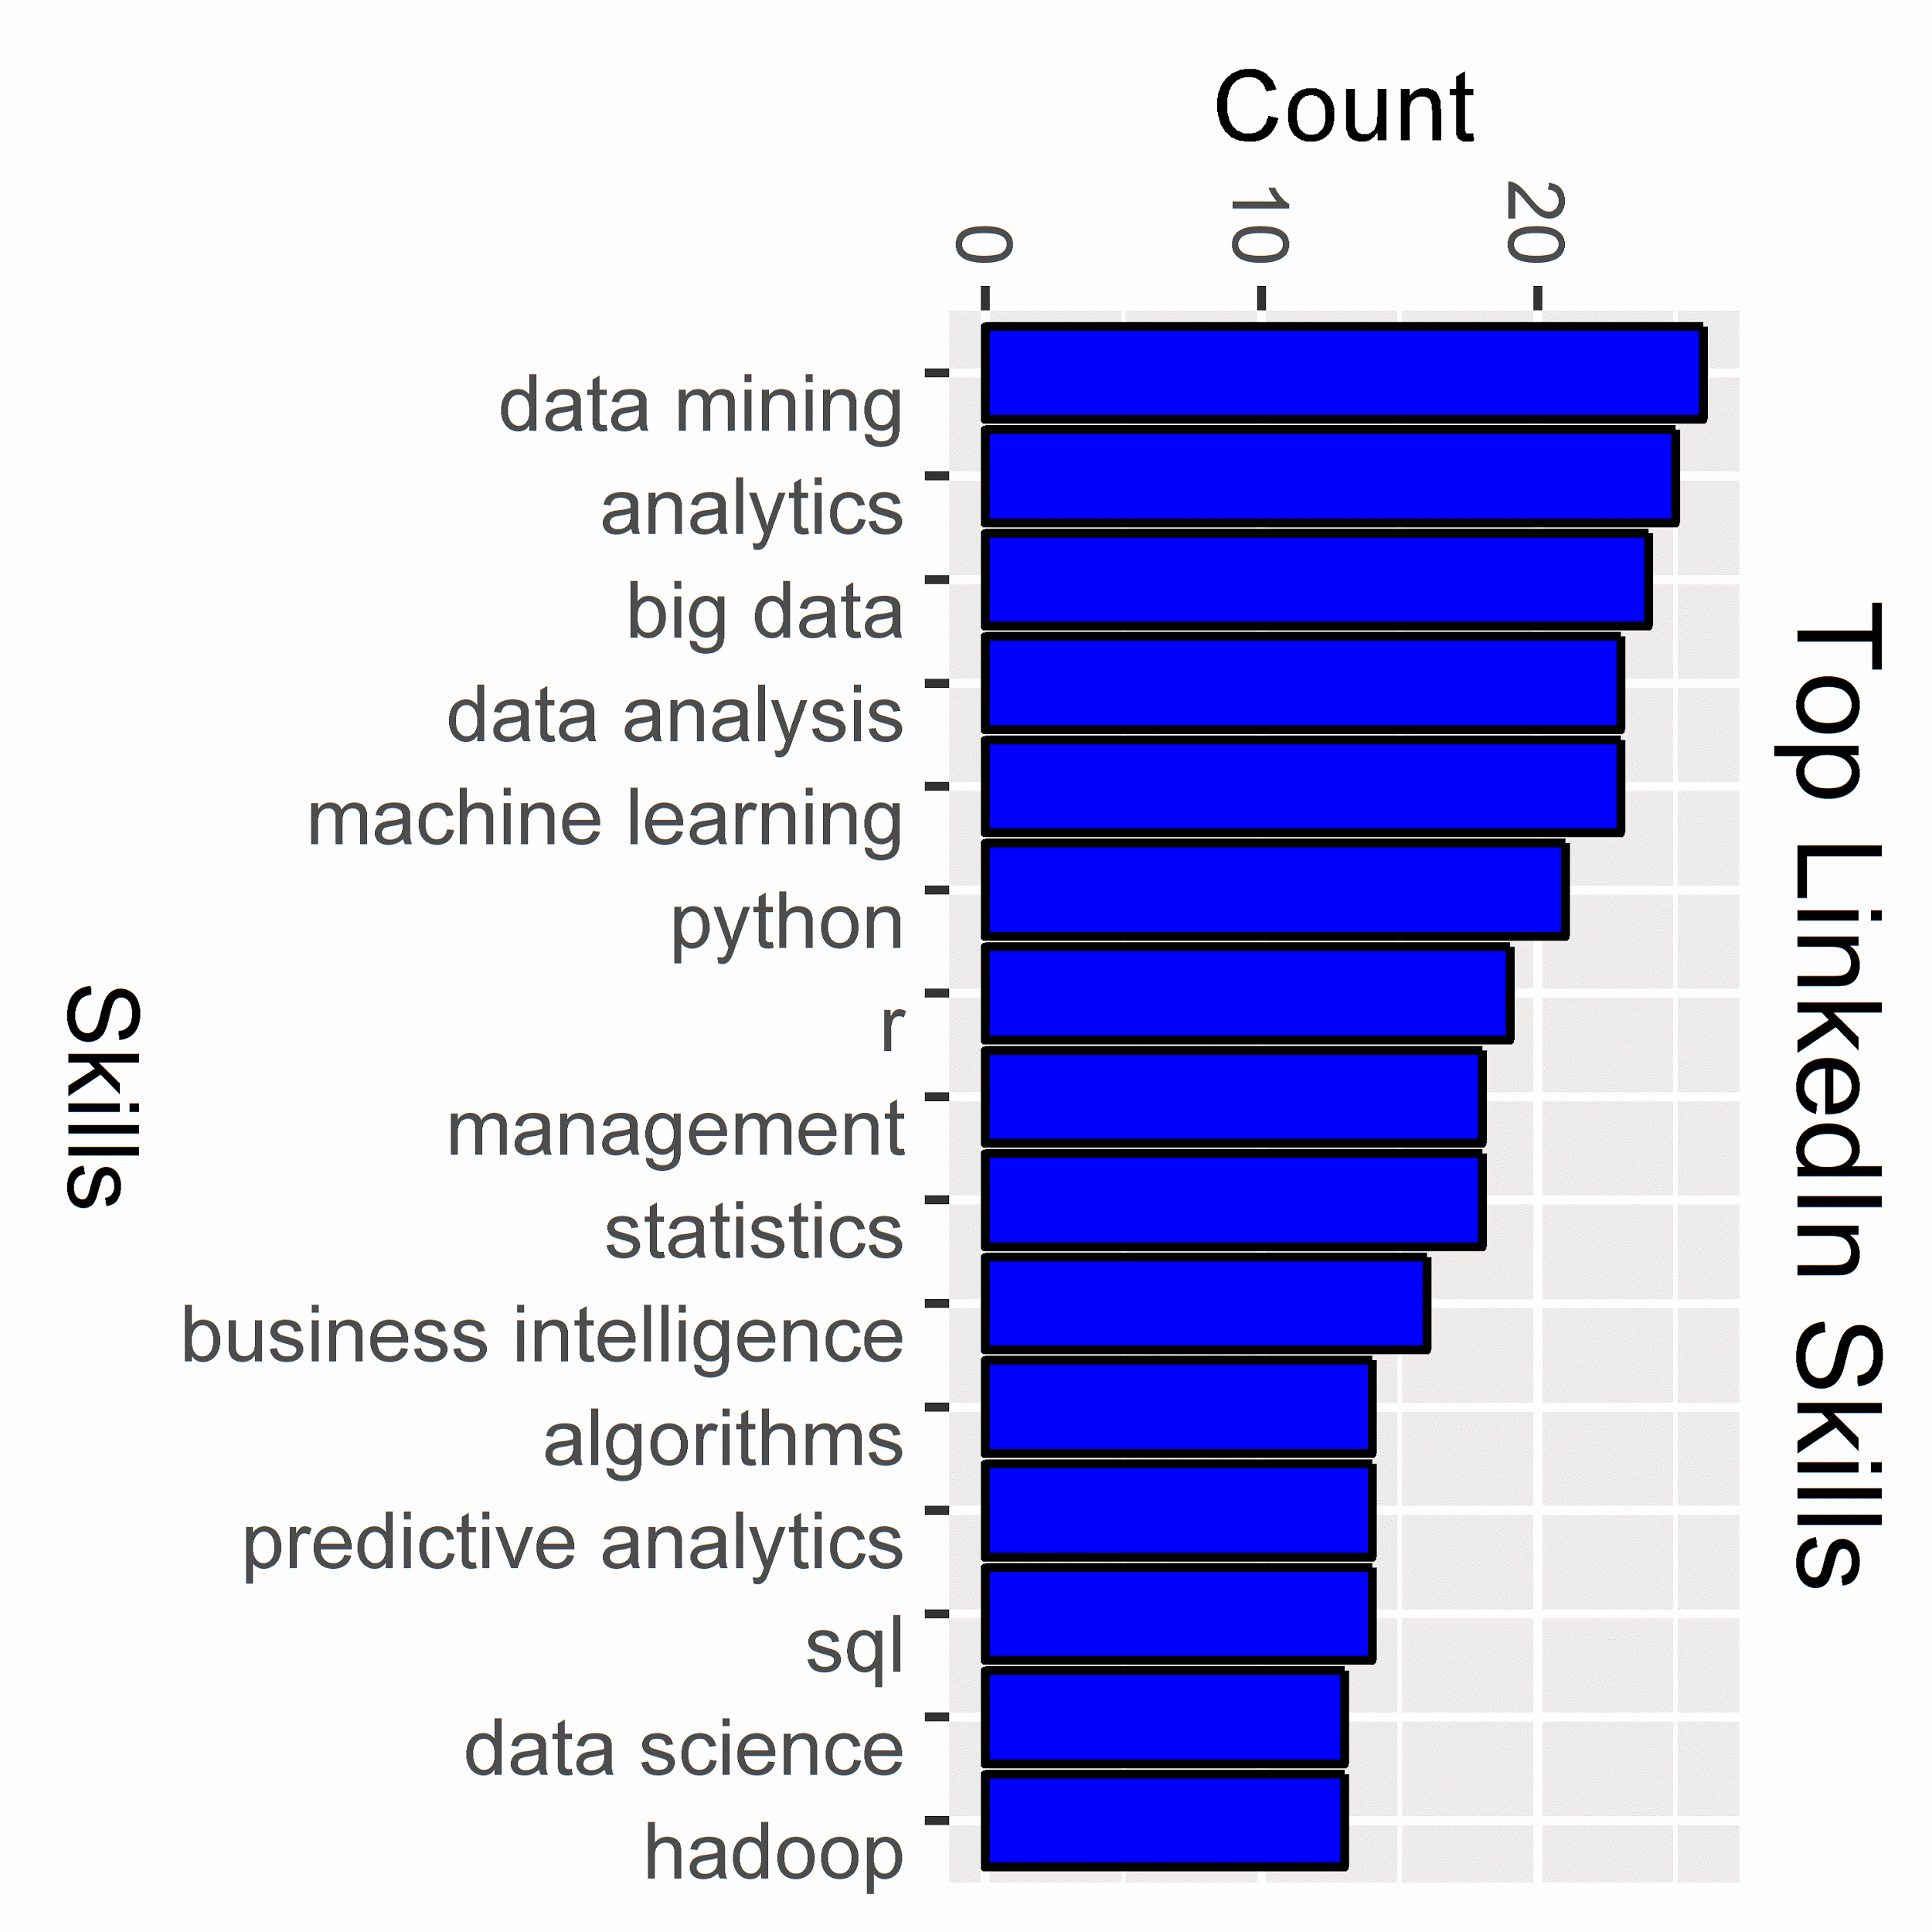 Top LinkedIn Skills
Count
0
10
20
data mining
analytics
big data
data analysis
machine learning
python
r
management
statistics
business intelligence
algorithms
predictive analytics
sql
data science
hadoop
Skills